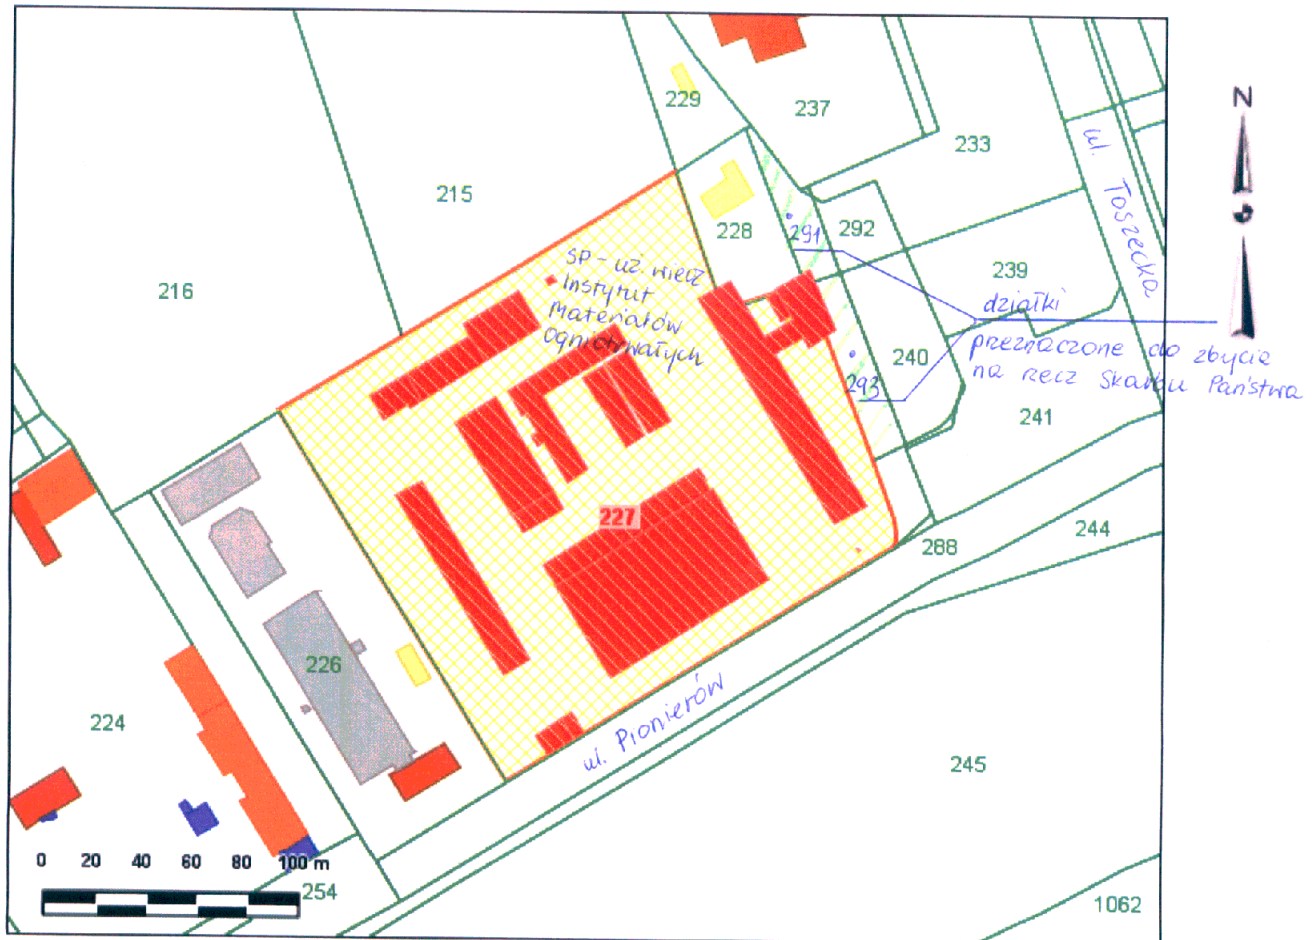 N
229
237
233
ul. Toszecka
215
228
291
292
239
216
SP - uż. wiecz
Instytut
Materiałów
Ogniotrwałych
działki
przeznaczone do zbycia
na rzecz Skarbu Państwa
240
293
241
227
288
244
226
224
ul. Pionierów
245
0 20 40 60 80 100 m
254
1062